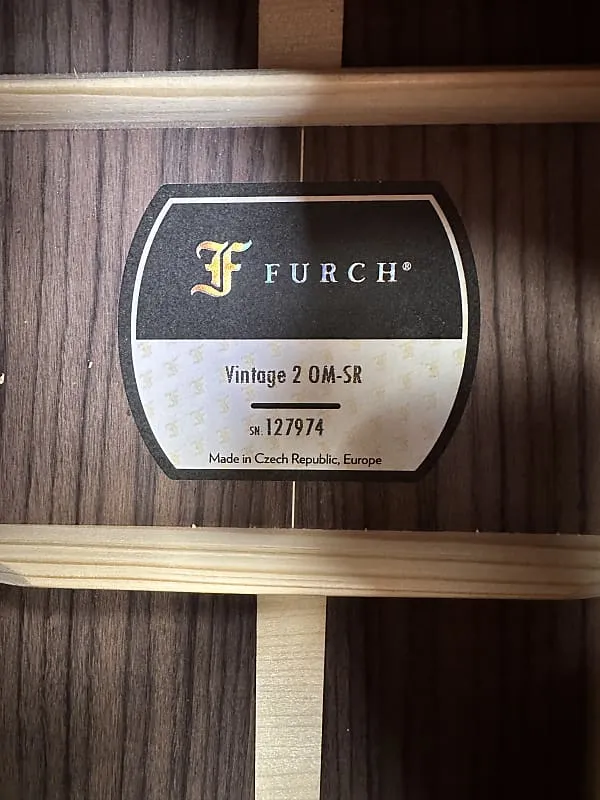 F FURCH®
Vintage 2 OM-SR
SN. 127974
Made in Czech Republic, Europe